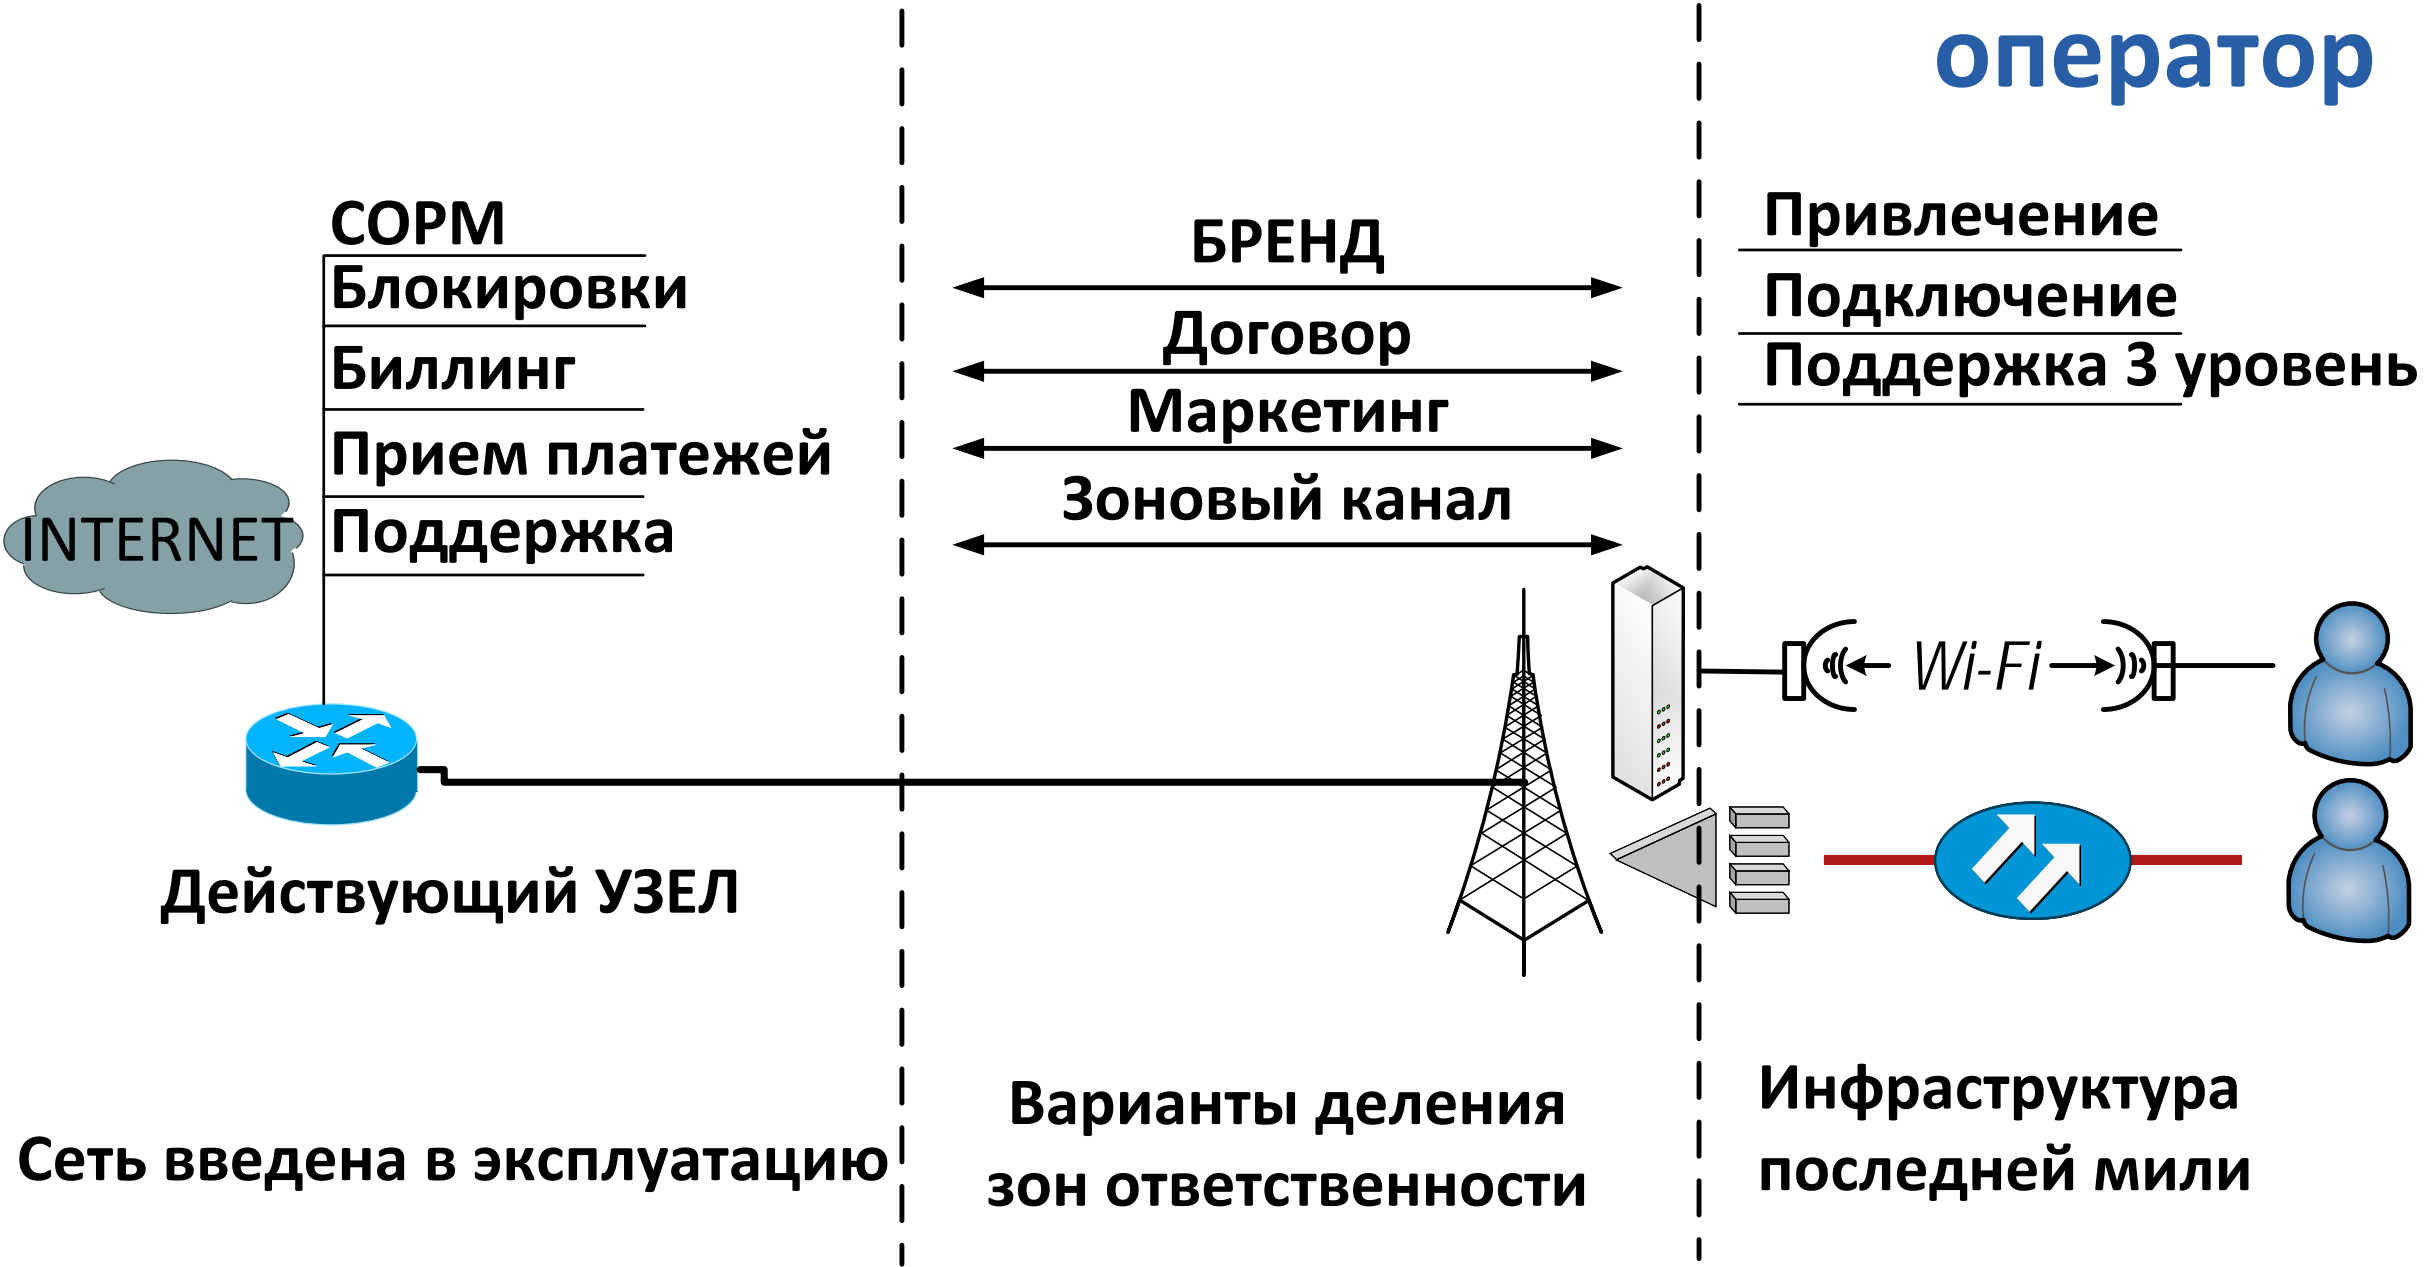 оператор
СОРМ
Блокировки
Биллинг
Прием платежей
Поддержка
INTERNET
Действующий УЗЕЛ
Сеть введена в эксплуатацию
БРЕНД
Договор
Маркетинг
Зоновый канал
Варианты деления
зон ответственности
Привлечение
Подключение
Поддержка 3 уровень
Wi-Fi
Инфраструктура
последней мили